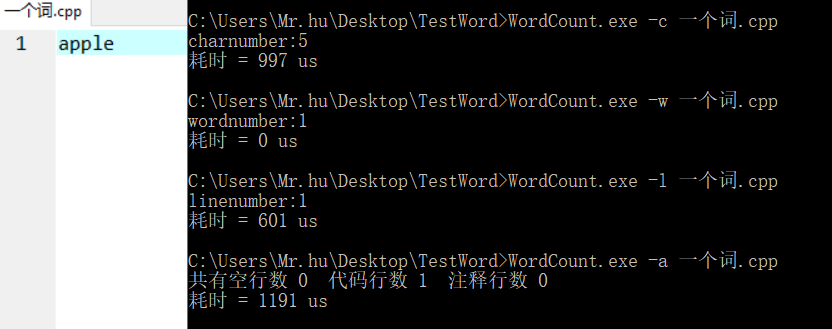 一个词.cpp
1 apple
C:\Users\Mr.hu\Desktop\TestWord>WordCount.exe -c 一个词.cpp
charnumber:5
耗时 = 997 us
C:\Users\Mr.hu\Desktop\TestWord>WordCount.exe -w 一个词.cpp
wordnumber:1
耗时 = 0 us
C:\Users\Mr.hu\Desktop\TestWord>WordCount.exe -l 一个词.cpp
linenumber:1
耗时 = 601 us
C:\Users\Mr.hu\Desktop\TestWord>WordCount.exe -a 一个词.cpp
共有空行数 0 代码行数 1 注释行数 0
耗时 = 1191 us